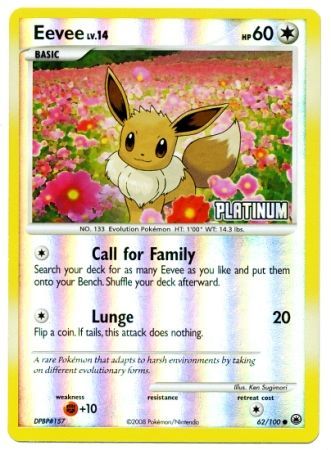 Eevee LV.14 HP 60
BASIC
PLATINUM
NO. 133 Evolution Pokémon HT: 1'00" WT: 14.3 lbs.
Call for Family
Search your deck for as many Eevee as you like and put them
onto your Bench. Shuffle your deck afterward.
Lunge 20
Flip a coin. If tails, this attack does nothing.
A rare Pokémon that adapts to harsh environments by taking
on different evolutionary forms.
Illus. Ken Sugimori
weakness resistance retreat cost
+10
DPBP#157 ©2008 Pokémon/Nintendo 62/100